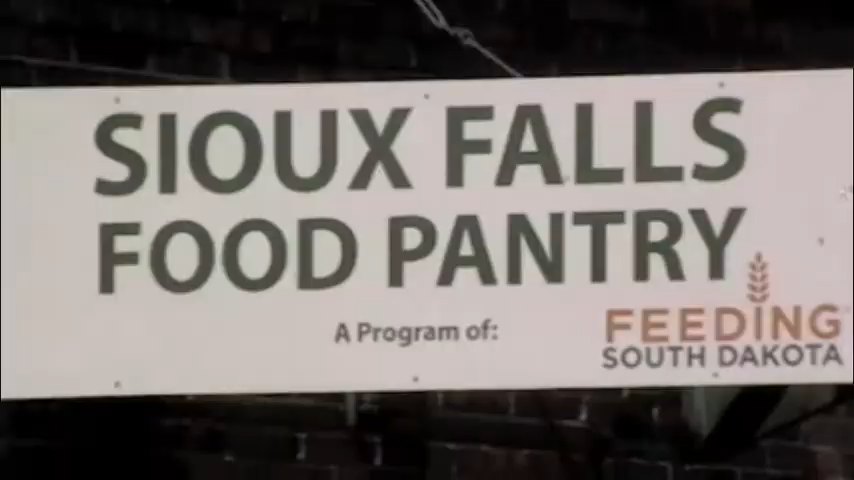 SIOUX FALLS
FOOD PANTRY
A Program of:
FEEDING
SOUTH DAKOTA